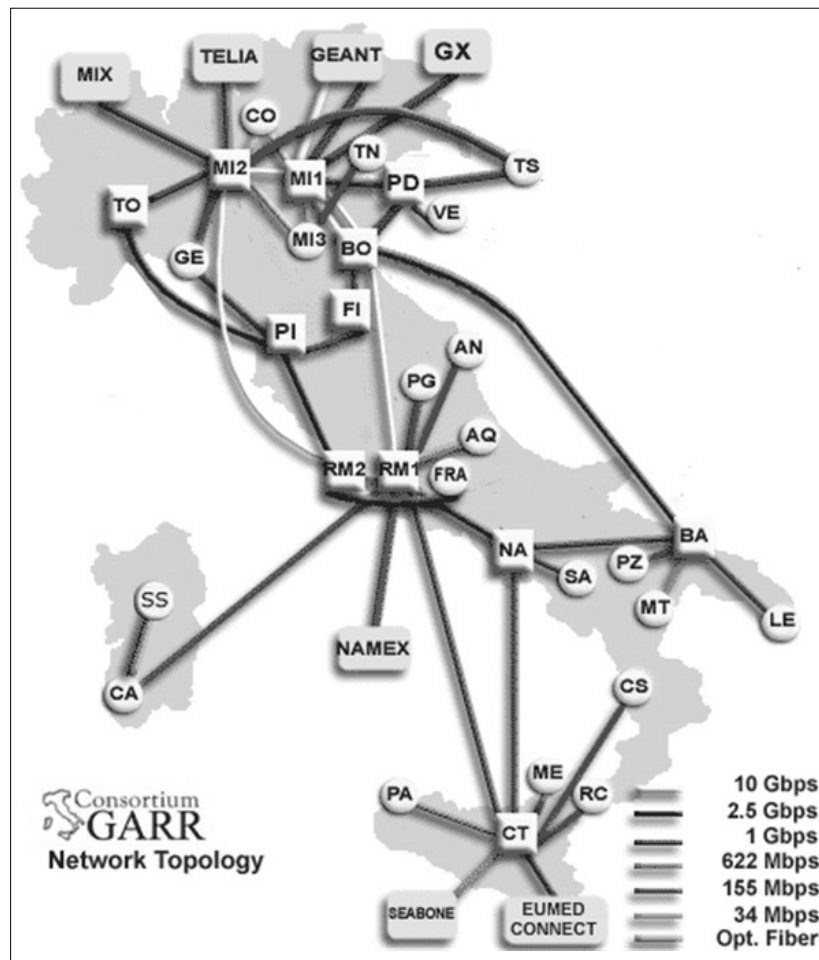 TELIA
GEANT
GX
MIX
CO
TN
MI2
MI1
PD
TS
TO
VE
MI3
BO
GE
FI
PI
AN
PG
AQ
RM2
RM1
FRA
NA
BA
PZ
SA
SS
MT
LE
NAMEX
CA
CS
ME
PA
RC
CT
SEABONE
EUMED
CONNECT
Consortium
GARR
Network Topology
10 Gbps
2.5 Gbps
1 Gbps
622 Mbps
155 Mbps
34 Mbps
Opt. Fiber